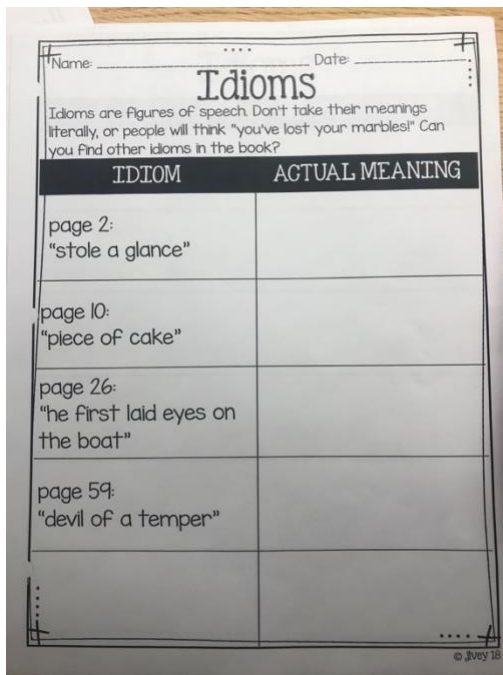 Name: ____________ Date: ____________
Idioms
Idioms are figures of speech. Don't take their meanings
literally, or people will think "you've lost your marbles!" Can
you find other idioms in the book?
IDIOM ACTUAL MEANING
page 2:
"stole a glance"
page 10:
"piece of cake"
page 26:
"he first laid eyes on
the boat"
page 59:
"devil of a temper"
© Jivey 18